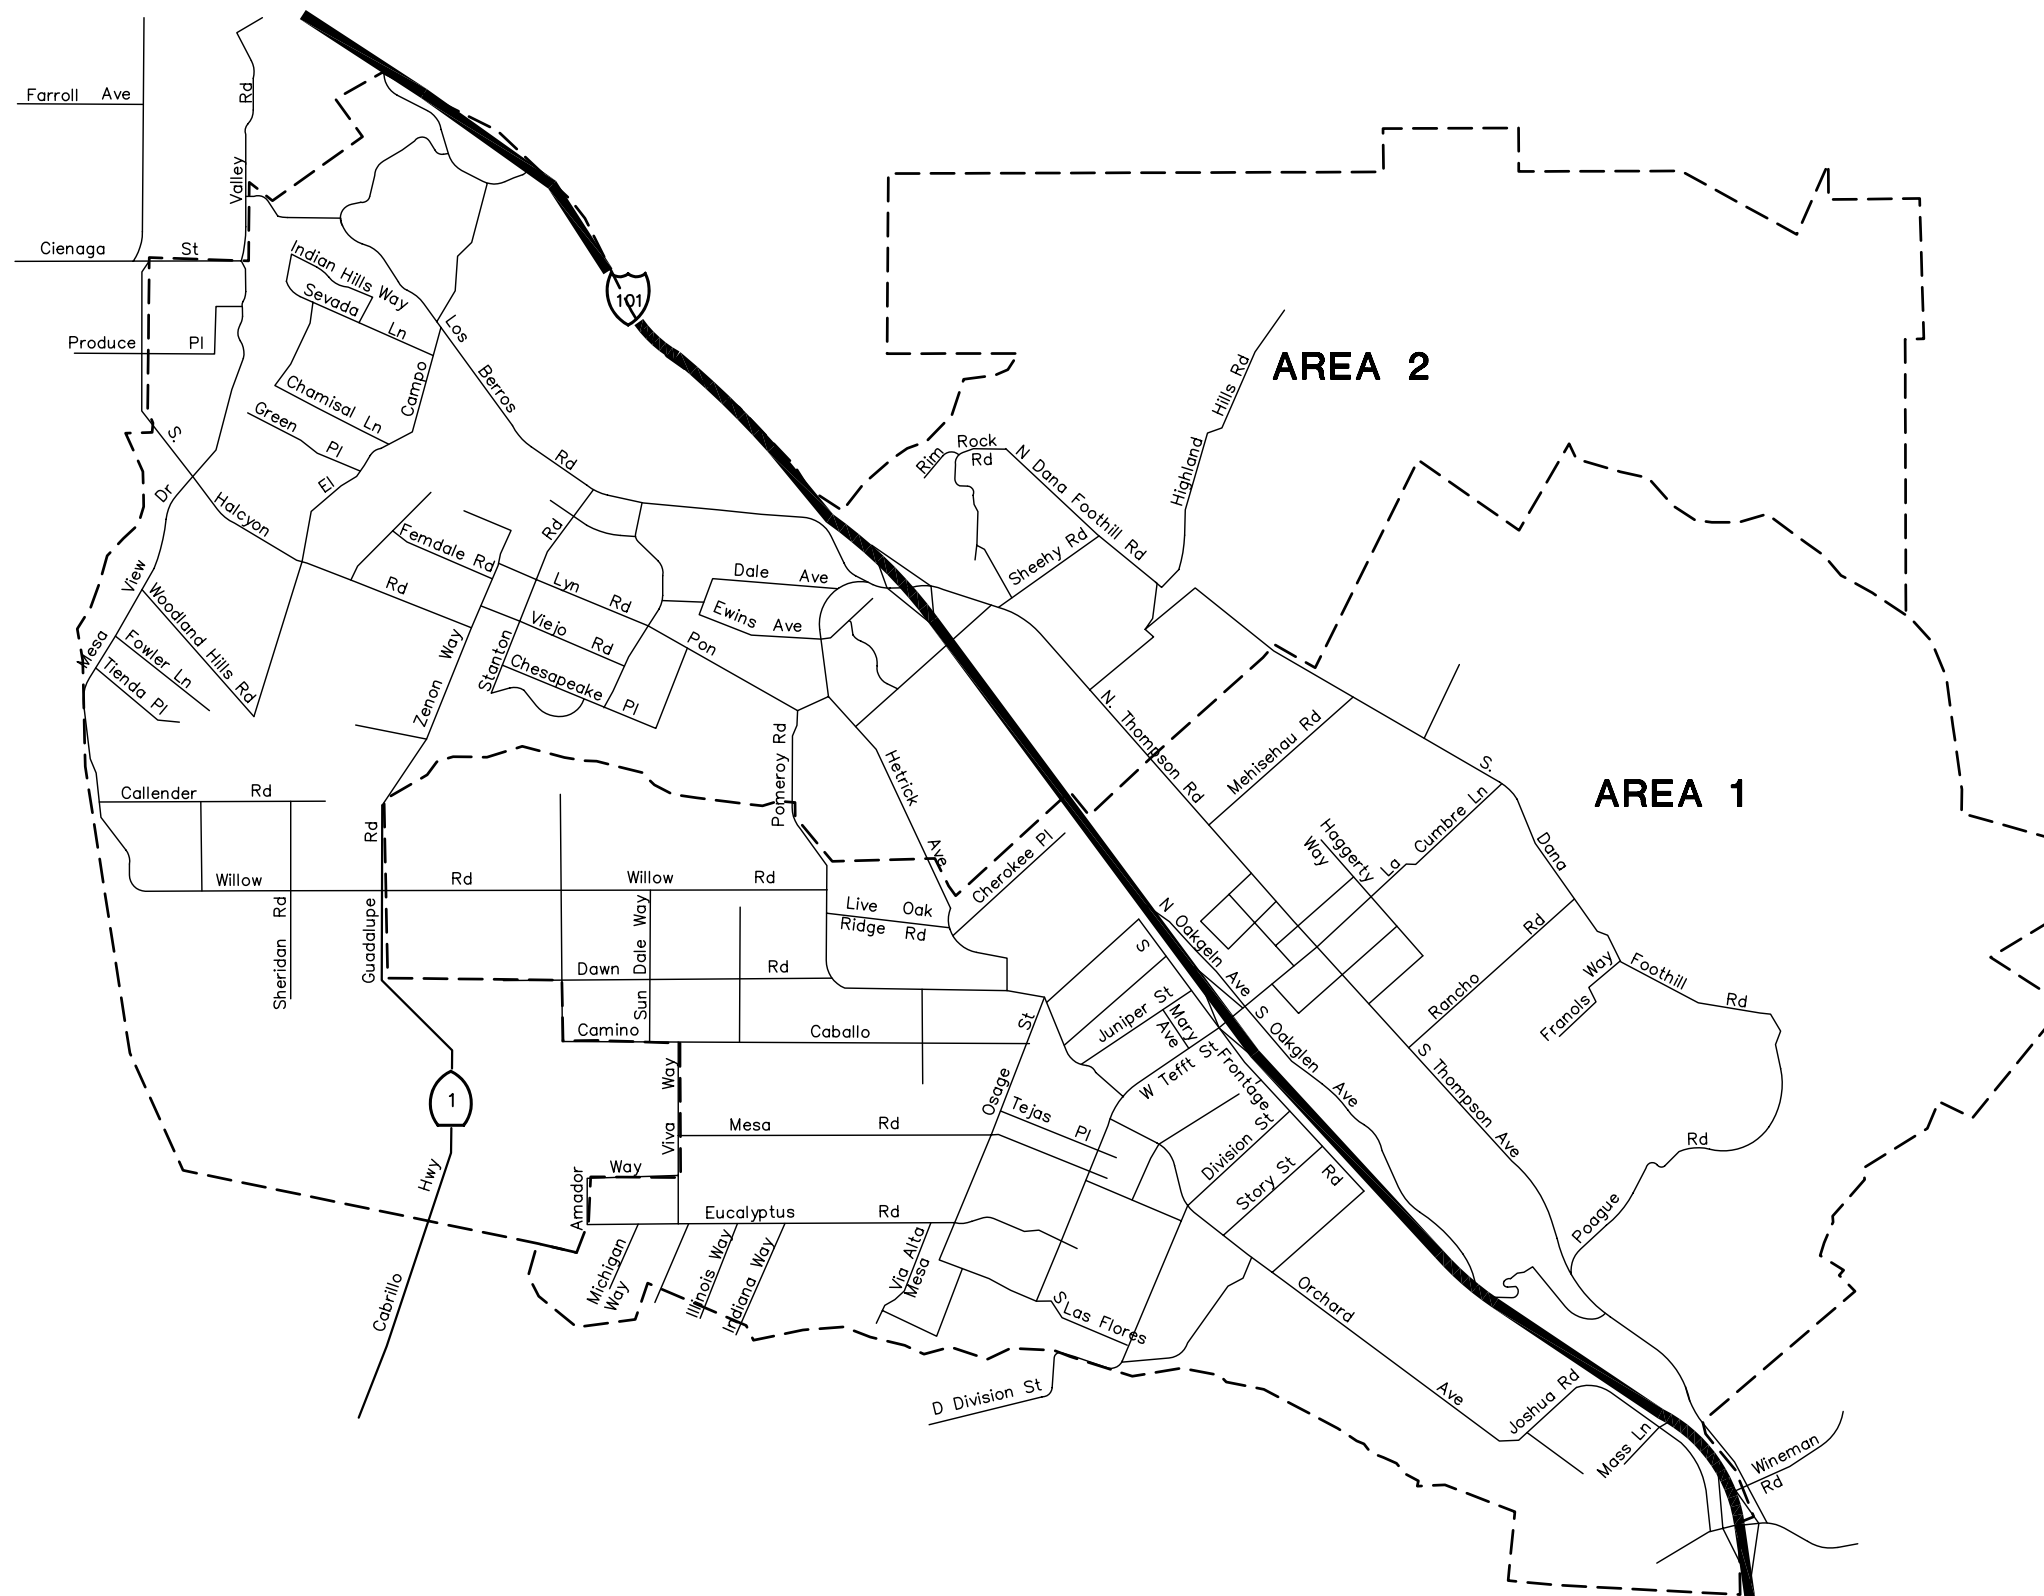 Farroll Ave
Valley Rd
Cienaga St
Produce Pl
Indian Hills Way
Sevada Ln
Chamisal Ln
Green Pl
El Campo
Los Berros Rd
101
AREA 2
Highland Hills Rd
Rim Rock Rd
N Dana Foothill Rd
Sheehy Rd
S. Halcyon Rd
Mesa View Dr
Woodland Hills Rd
Fowler Ln
Tienda Pl
Ferndale Rd
Zenon Way
Stanton Rd
Lyn Rd
Viejo Rd
Chesapeake Pl
Pon
Dale Ave
Ewins Ave
Pomeroy Rd
Hetrick Ave
N. Thompson Rd
Mehisehau Rd
AREA 1
Callender Rd
Willow Rd
Willow Rd
Sheridan Rd
Guadalupe Rd
Sun Dale Way
Live Oak
Ridge Rd
Cherokee Pl
Dawn Rd
Camino Caballo
Haggerty
Way
La Cumbre Ln
S. Dana Foothill Rd
Rancho Rd
Franols Way
N Oakgeln Ave
S Oakglen Ave
S Thompson Ave
Poague Rd
S Frontage Rd
Juniper St
Mary
Ave
W Tefft St
Division St
Story St
Osage St
Tejas Pl
Mesa Rd
Viva Way
Amador Way
Eucalyptus Rd
Michigan
Way
Illinois Way
Indiana Way
Via Alta
Mesa
S Las Flores
D Division St
Orchard Ave
Joshua Rd
Mass Ln
Wineman
Rd
1
Cabrillo Hwy